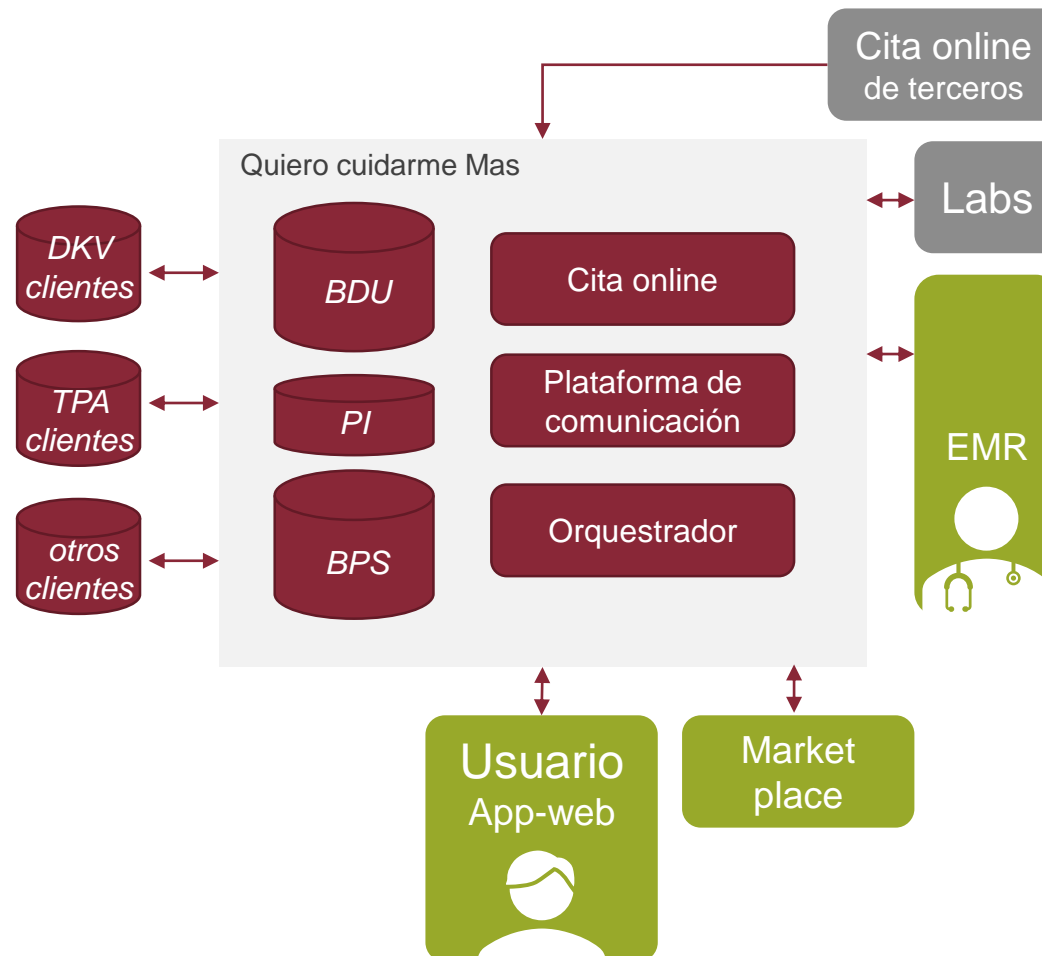 Cita online
de terceros
Quiero cuidarme Mas
Labs
DKV
clientes
BDU
Cita online
TPA
clientes
PI
Plataforma de
comunicación
EMR
otros
clientes
BPS
Orquestrador
Usuario
App-web
Market
place